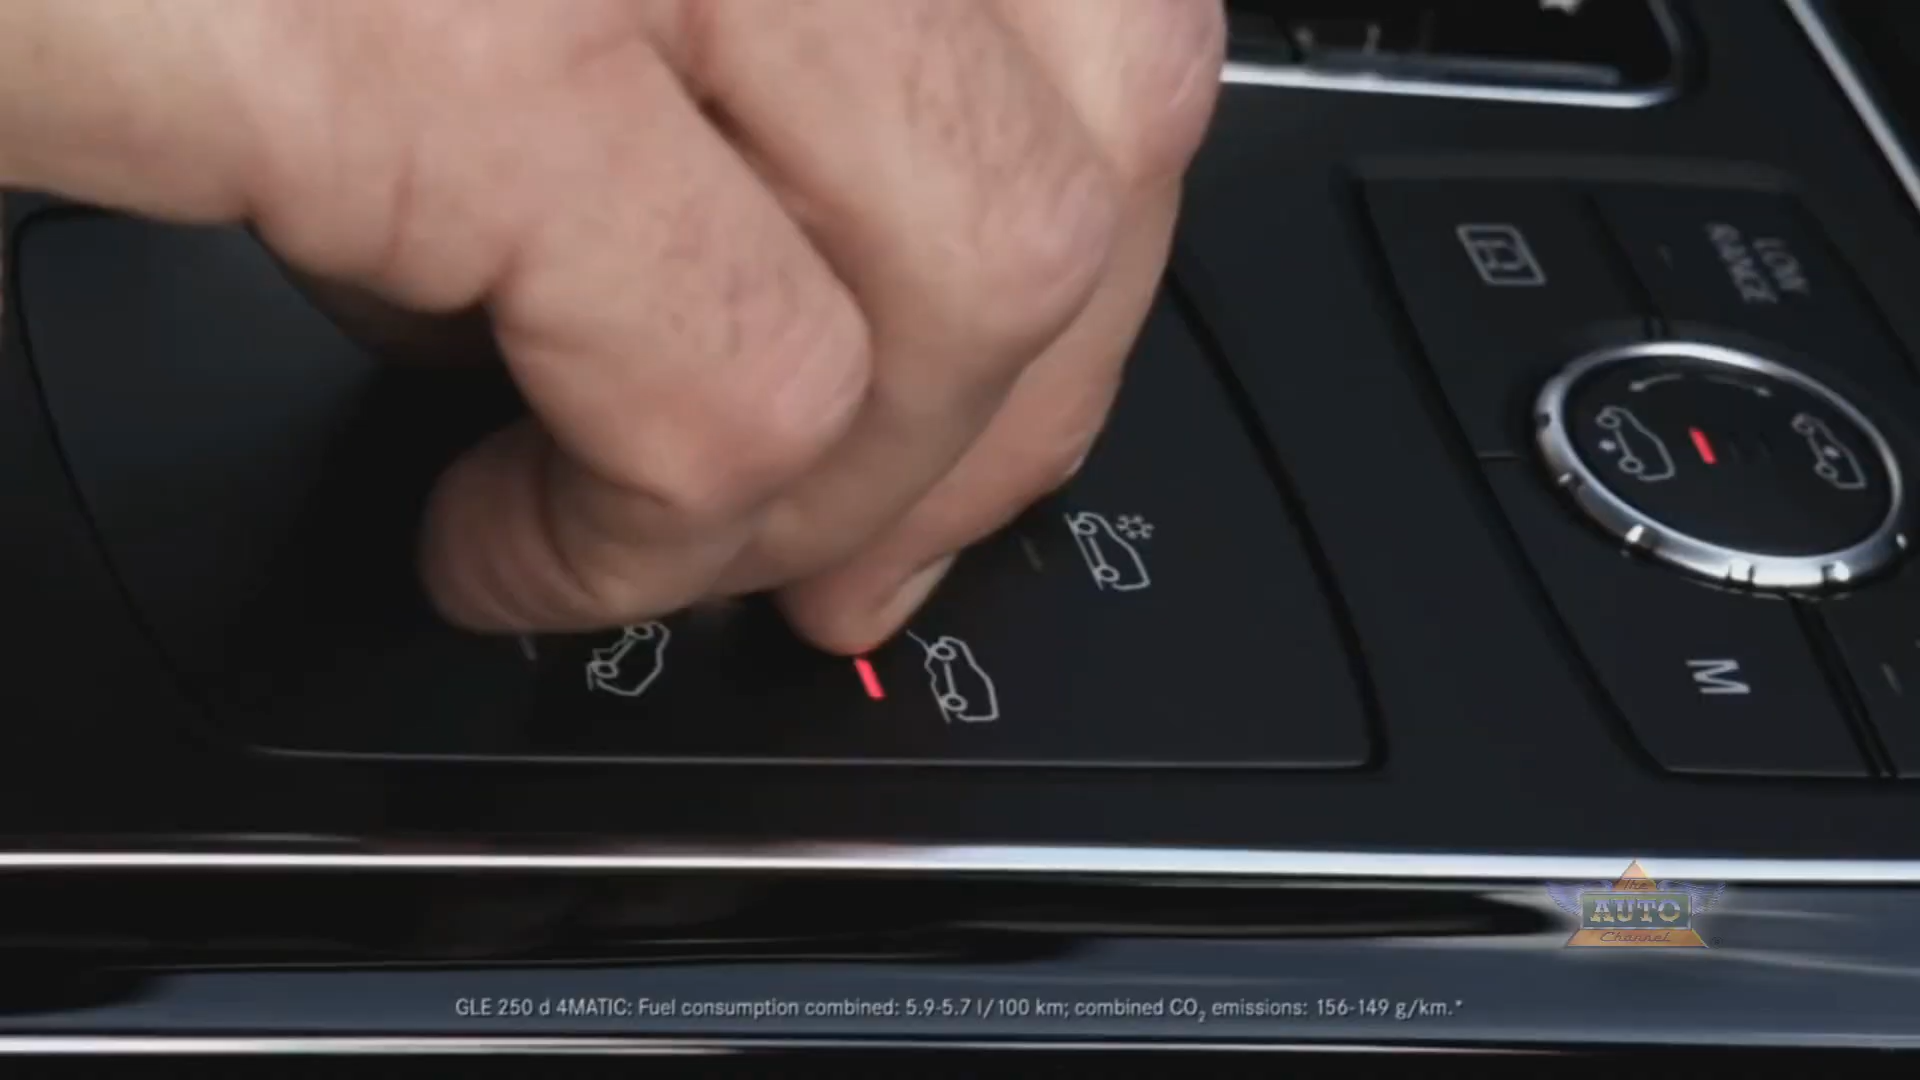 LOW
RANGE
M
The
AUTO
Channel
GLE 250 d 4MATIC: Fuel consumption combined: 5.9-5.7 l/100 km; combined CO₂ emissions: 156-149 g/km.*